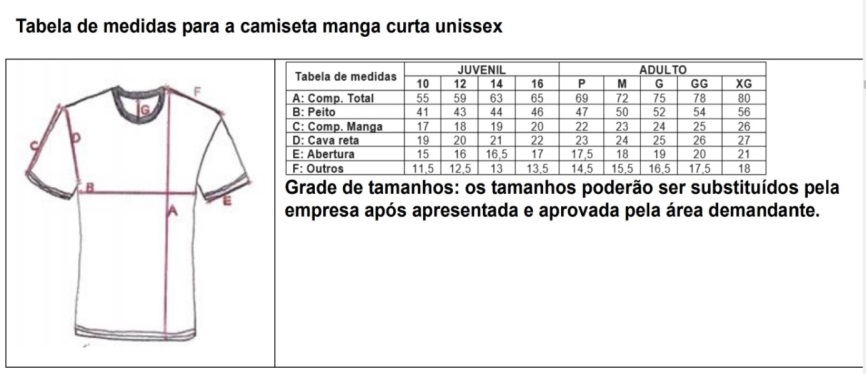 Tabela de medidas para a camiseta manga curta unissex
Tabela de medidas JUVENIL ADULTO
10 12 14 16 P M G GG XG
A: Comp. Total 55 59 63 65 69 72 75 78 80
B: Peito 41 43 44 46 47 50 52 54 56
C: Comp. Manga 17 18 19 20 22 23 24 25 26
D: Cava reta 19 20 21 22 23 24 25 26 27
E: Abertura 15 16 16,5 17 17,5 18 19 20 21
F: Outros 11,5 12,5 13 13,5 14,5 15,5 16,5 17,5 18
Grade de tamanhos: os tamanhos poderão ser substituídos pela
empresa após apresentada e aprovada pela área demandante.
F
G
C
D
B
A
E